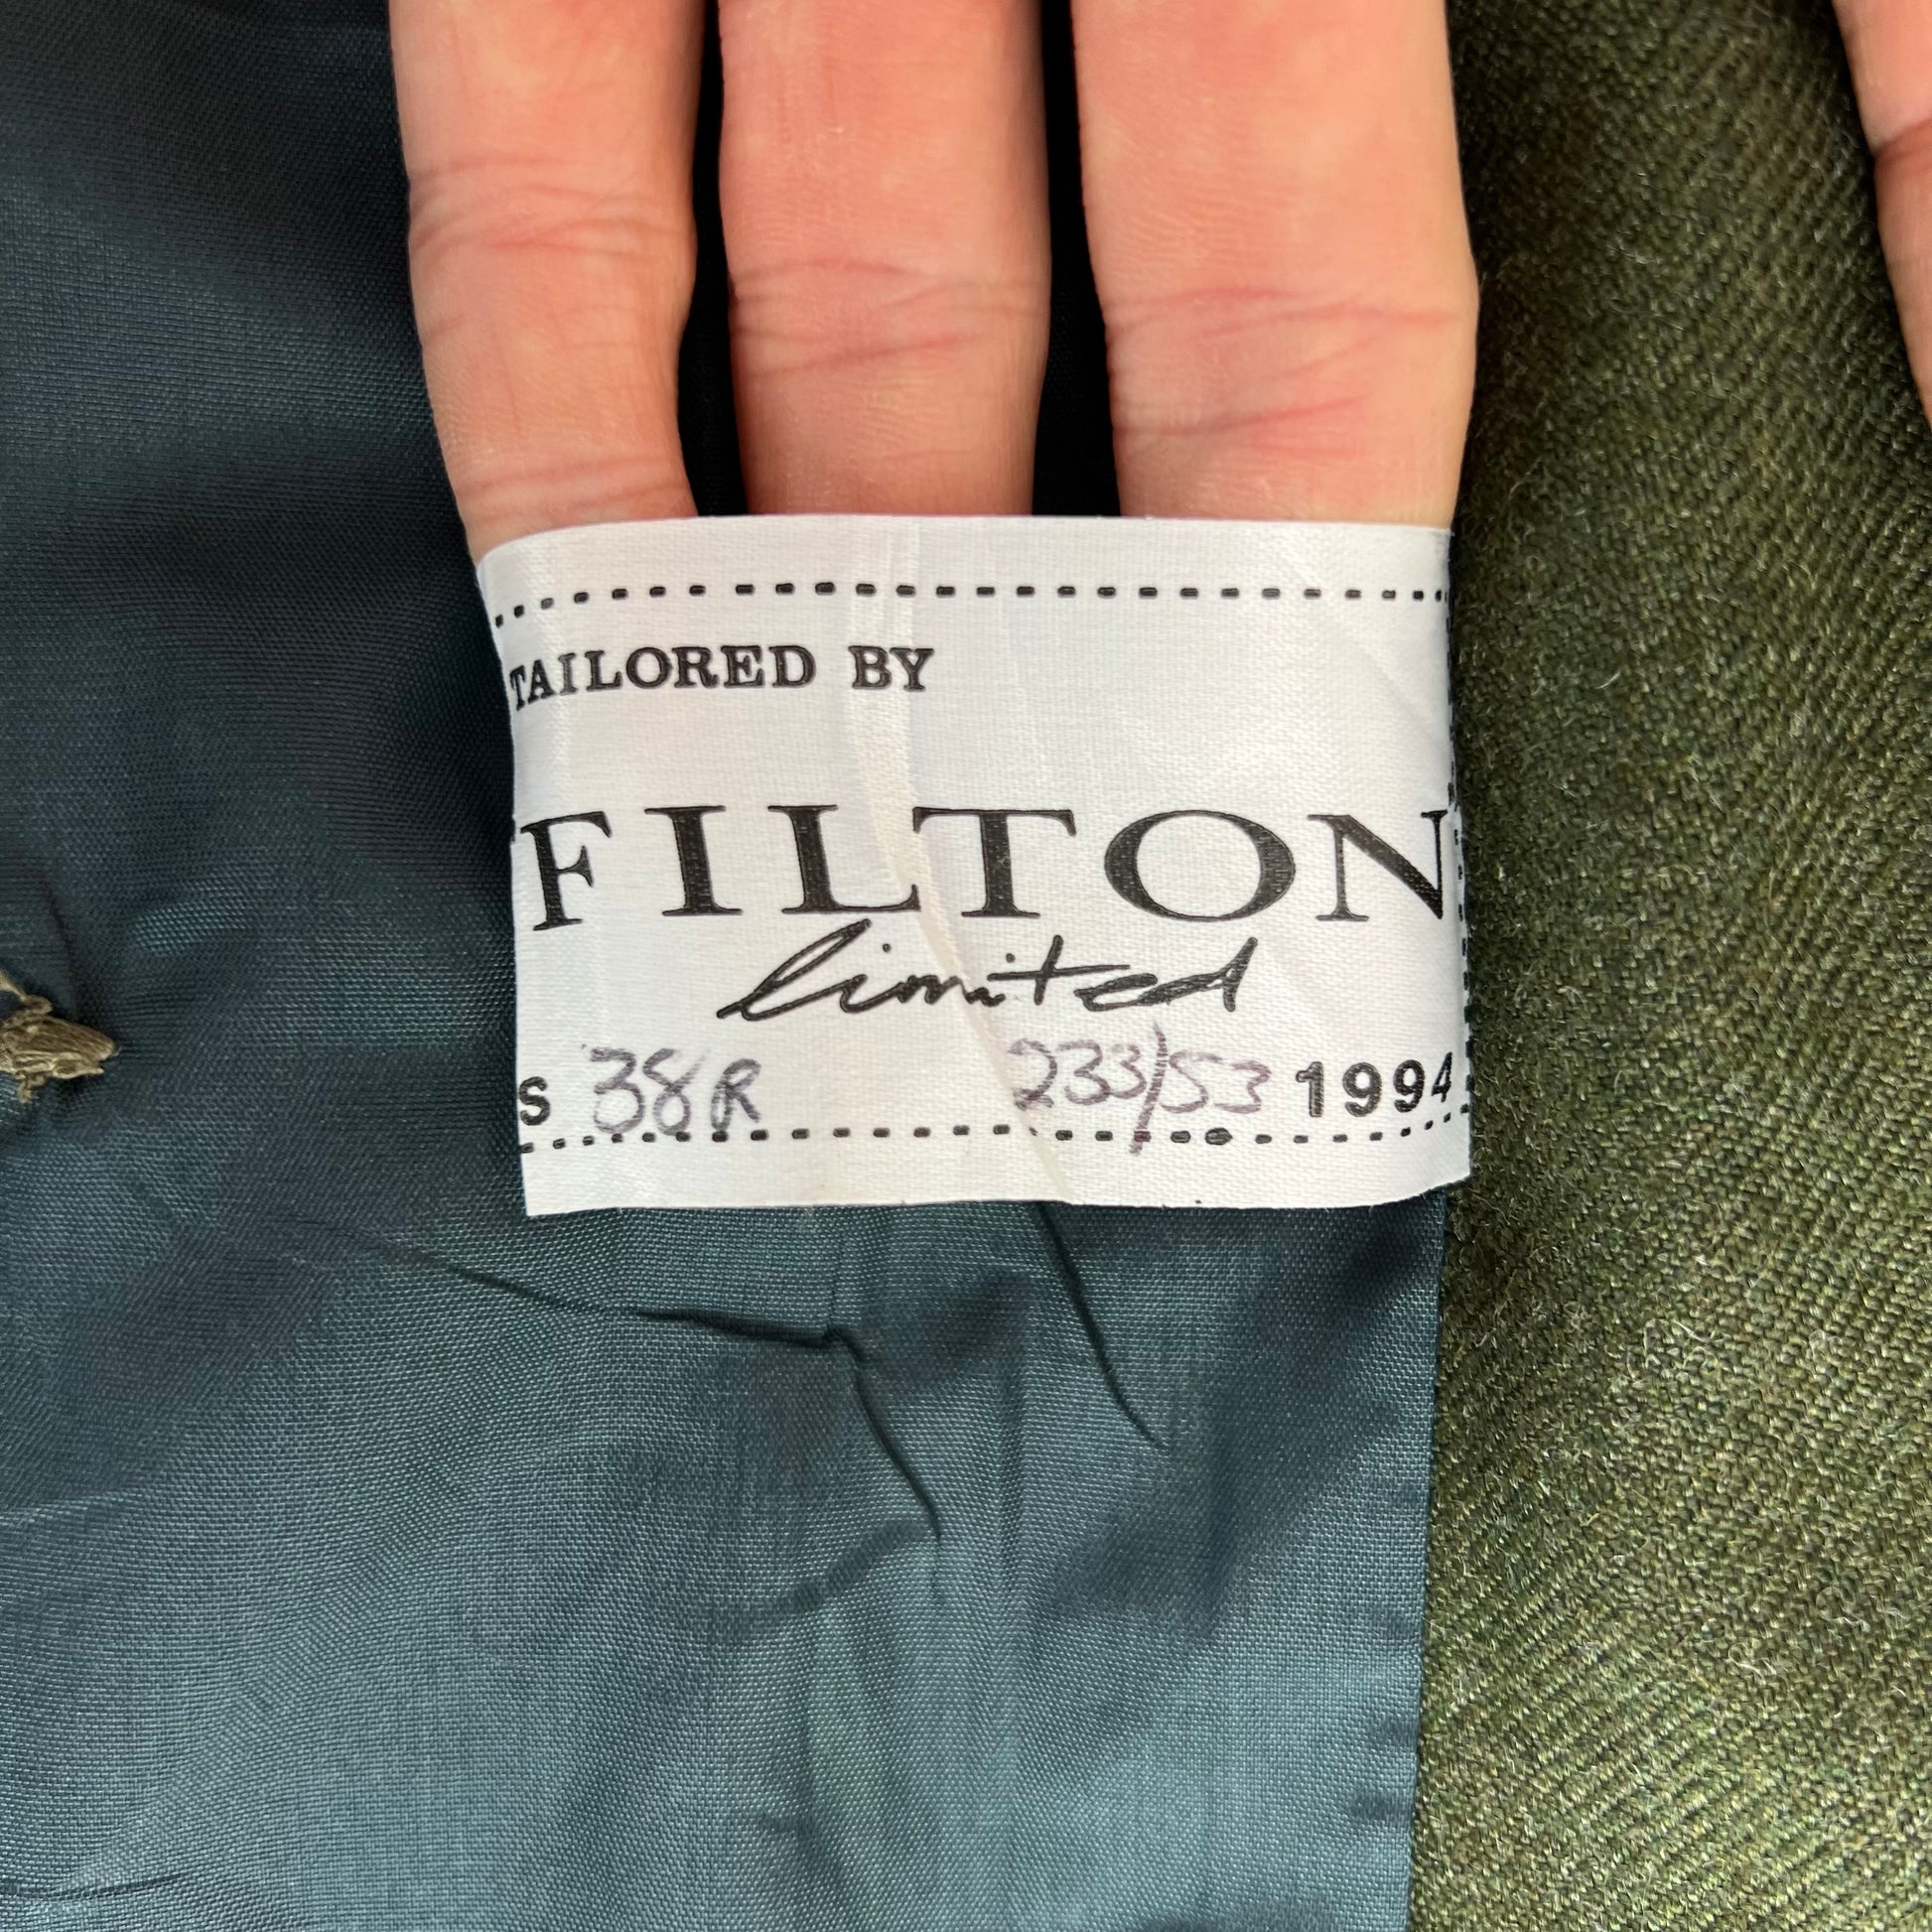 TAILORED BY
FILTON
limited
S 38R 233/53 1994